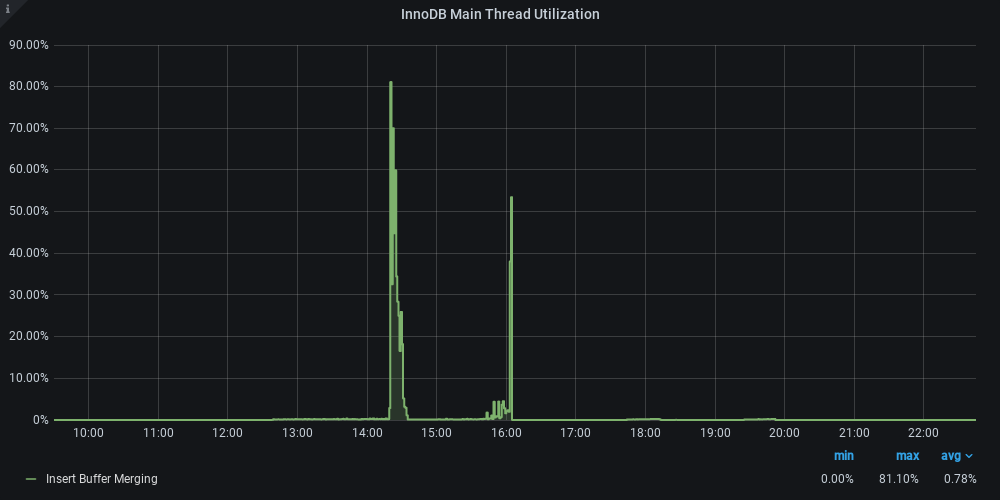 i
InnoDB Main Thread Utilization
90.00%
80.00%
70.00%
60.00%
50.00%
40.00%
30.00%
20.00%
10.00%
0%
10:00 11:00 12:00 13:00 14:00 15:00 16:00 17:00 18:00 19:00 20:00 21:00 22:00
min max avg
Insert Buffer Merging 0.00% 81.10% 0.78%